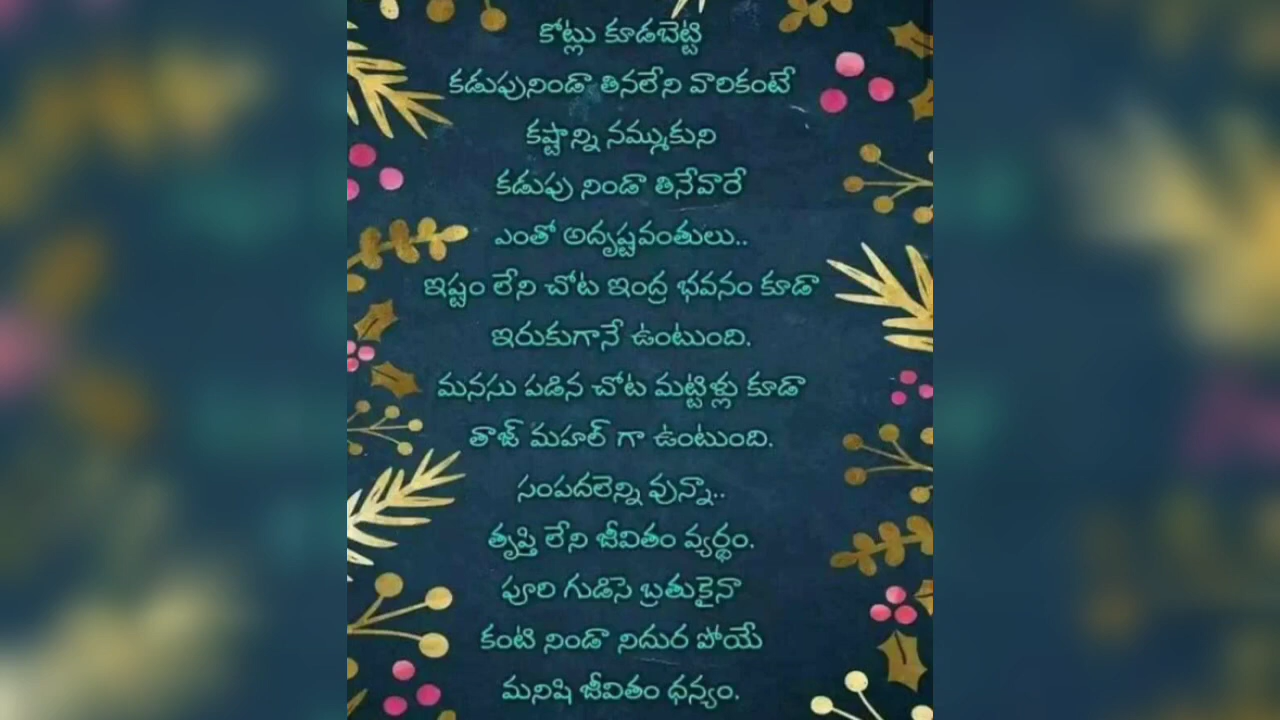 కోట్లు కూడబెట్టి
కడుపునిండా తినలేని వారికంటే
కష్టాన్ని నమ్ముకుని
కడుపు నిండా తినేవారే
ఎంతో అదృష్టవంతులు..
ఇష్టం లేని చోట ఇంద్ర భవనం కూడా
ఇరుకుగానే ఉంటుంది.
మనసు పడిన చోట మట్టిళ్లు కూడా
తాజ్ మహల్ గా ఉంటుంది.
సంపదలెన్ని వున్నా..
తృప్తి లేని జీవితం వ్యర్థం.
పూరి గుడిసె బ్రతుకైనా
కంటి నిండా నిదుర పోయే
మనిషి జీవితం ధన్యం.